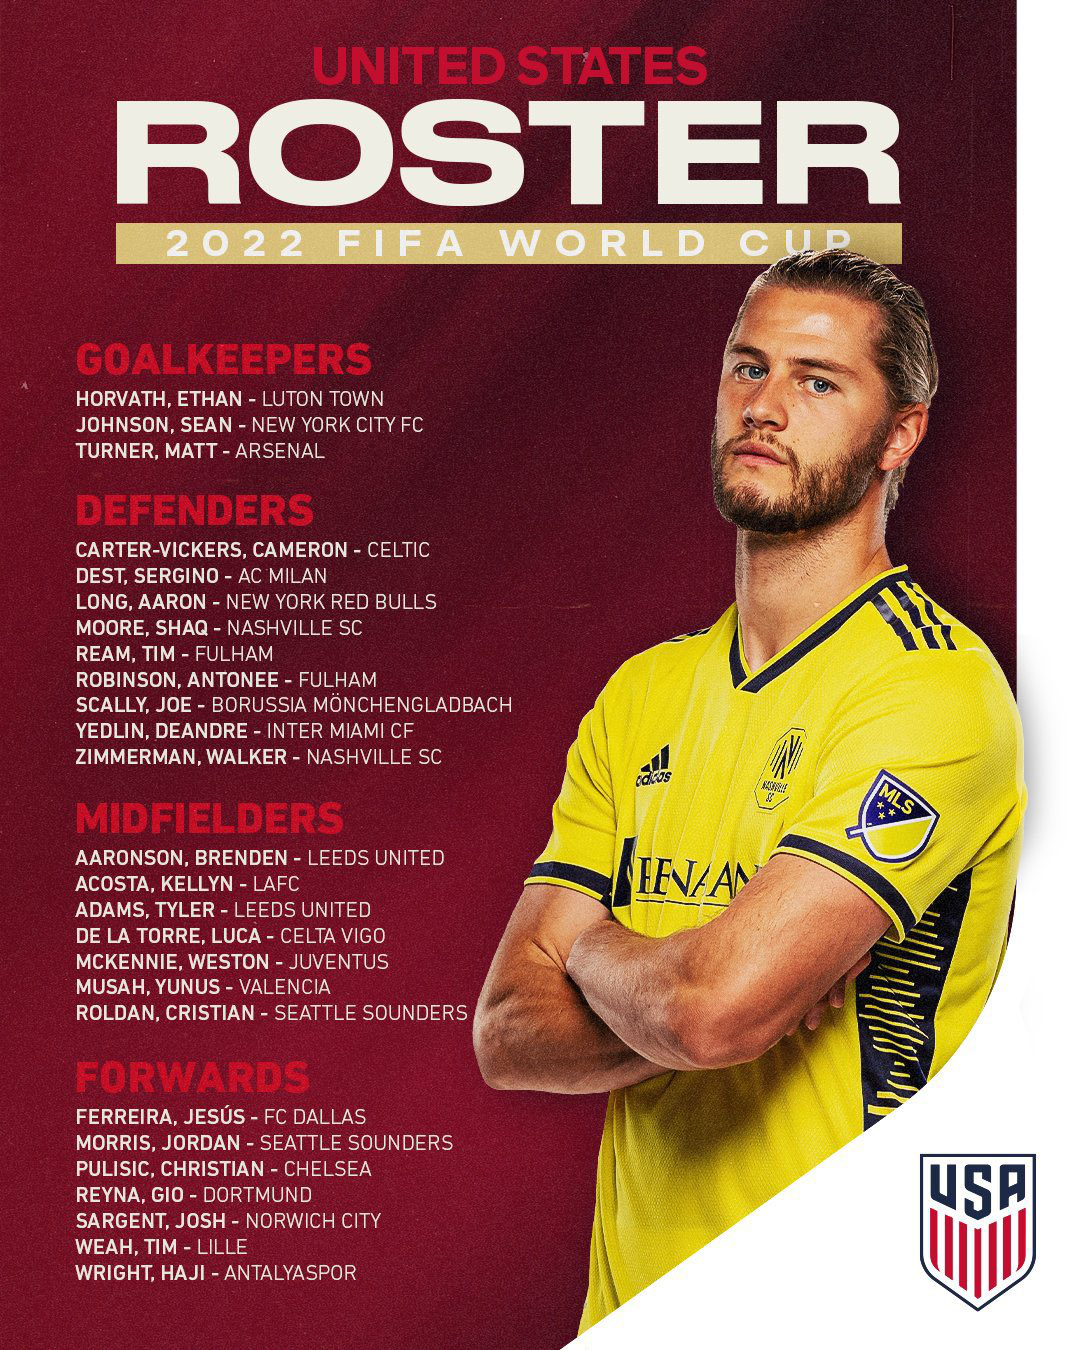 UNITED STATES
ROSTER
2022 FIFA WORLD CUP
GOALKEEPERS
HORVATH, ETHAN - LUTON TOWN
JOHNSON, SEAN - NEW YORK CITY FC
TURNER, MATT - ARSENAL
DEFENDERS
CARTER-VICKERS, CAMERON - CELTIC
DEST, SERGINO - AC MILAN
LONG, AARON - NEW YORK RED BULLS
MOORE, SHAQ - NASHVILLE SC
REAM, TIM - FULHAM
ROBINSON, ANTONEE - FULHAM
SCALLY, JOE - BORUSSIA MÖNCHENGLADBACH
YEDLIN, DEANDRE - INTER MIAMI CF
ZIMMERMAN, WALKER - NASHVILLE SC
MIDFIELDERS
AARONSON, BRENDEN - LEEDS UNITED
ACOSTA, KELLYN - LAFC
ADAMS, TYLER - LEEDS UNITED
DE LA TORRE, LUCA - CELTA VIGO
MCKENNIE, WESTON - JUVENTUS
MUSAH, YUNUS - VALENCIA
ROLDAN, CRISTIAN - SEATTLE SOUNDERS
FORWARDS
FERREIRA, JESÚS - FC DALLAS
MORRIS, JORDAN - SEATTLE SOUNDERS
PULISIC, CHRISTIAN - CHELSEA
REYNA, GIO - DORTMUND
SARGENT, JOSH - NORWICH CITY
WEAH, TIM - LILLE
WRIGHT, HAJI - ANTALYASPOR
adidas
NASHVILLE
SC
MLS
USA